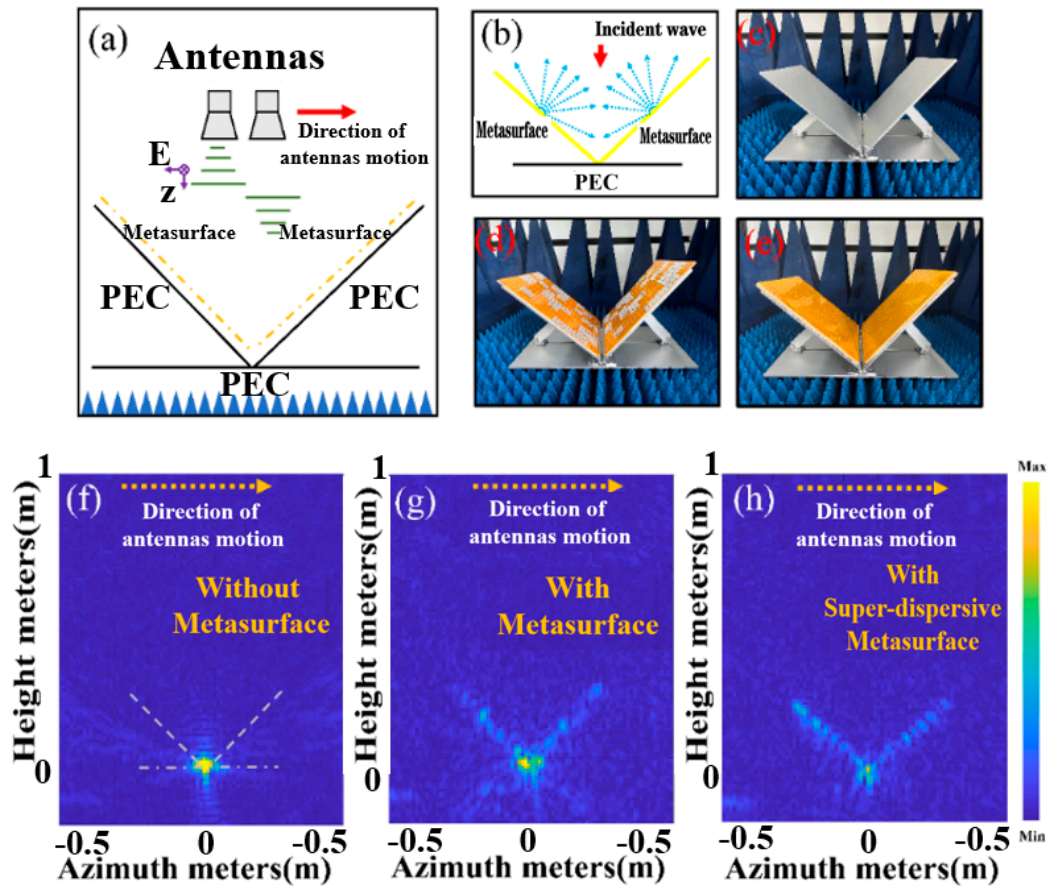 (a)
Antennas
Direction of
antennas motion
E
z
Metasurface
Metasurface
PEC
PEC
PEC
(b)
Incident wave
Metasurface
Metasurface
PEC
(c)
(d)
(e)
1
(f)
Direction of
antennas motion
Without
Metasurface
Height meters(m)
0
-0.5
0
-0.5
Azimuth meters(m)
1
(g)
Direction of
antennas motion
With
Metasurface
Height meters(m)
0
-0.5
0
-0.5
Azimuth meters(m)
1
(h)
Direction of
antennas motion
With
Super-dispersive
Metasurface
Height meters(m)
0
-0.5
0
-0.5
Azimuth meters(m)
Max
Min